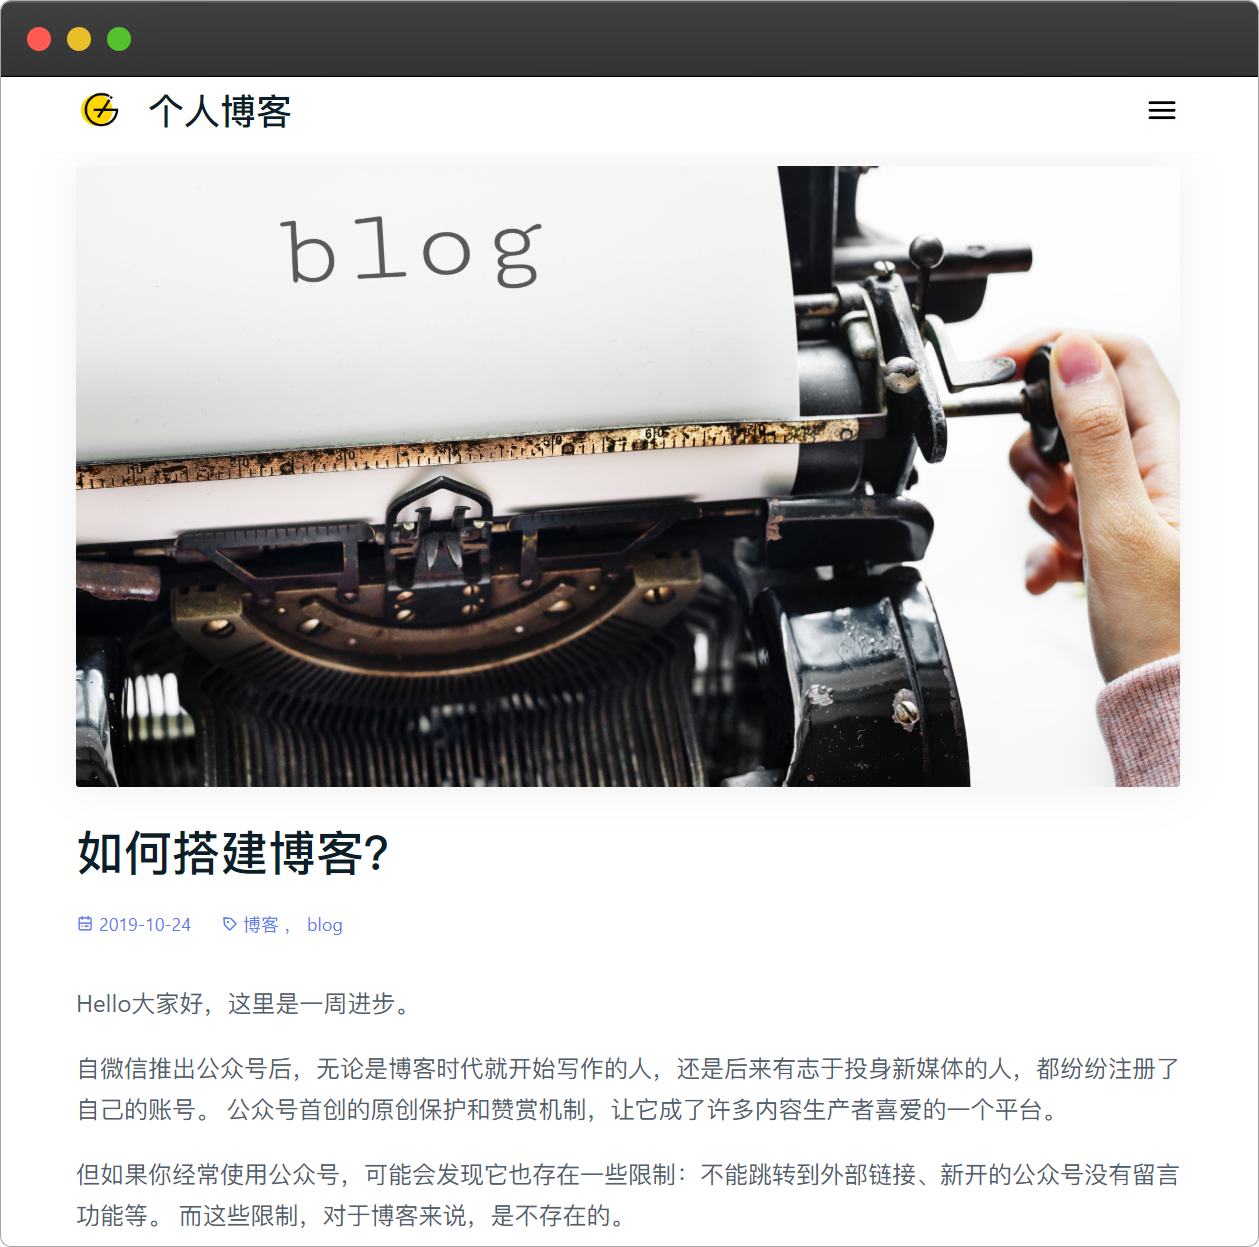 个人博客
blog
如何搭建博客?
2019-10-24 博客， blog
Hello大家好，这里是一周进步。
自微信推出公众号后，无论是博客时代就开始写作的人，还是后来有志于投身新媒体的人，都纷纷注册了
自己的账号。 公众号首创的原创保护和赞赏机制，让它成了许多内容生产者喜爱的一个平台。
但如果你经常使用公众号，可能会发现它也存在一些限制：不能跳转到外部链接、新开的公众号没有留言
功能等。 而这些限制，对于博客来说，是不存在的。